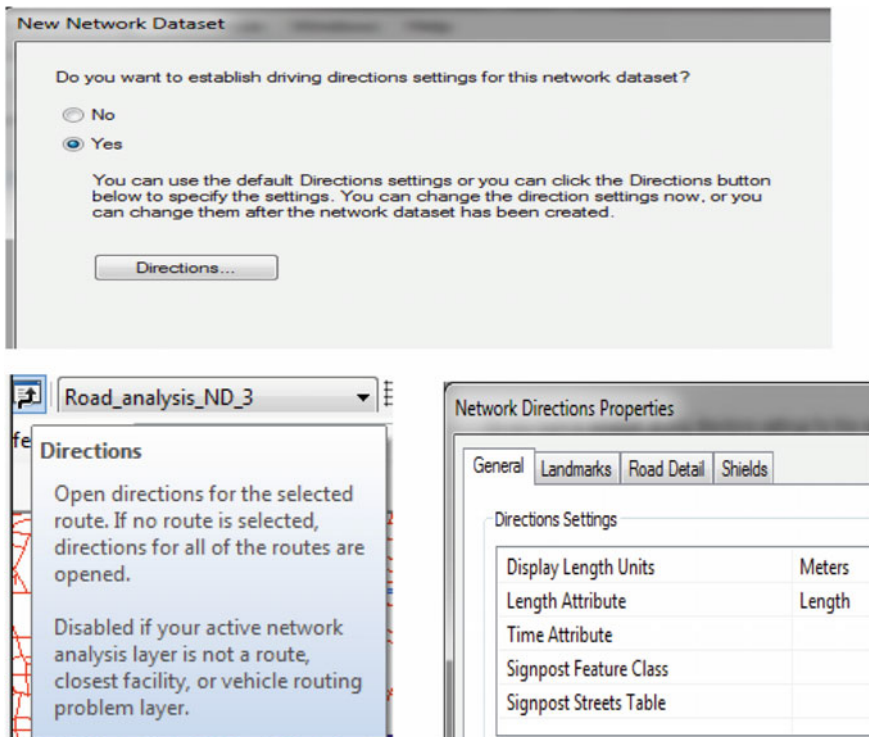 New Network Dataset
Do you want to establish driving directions settings for this network dataset?
No
Yes
You can use the default Directions settings or you can click the Directions button
below to specify the settings. You can change the direction settings now, or you
can change them after the network dataset has been created.
Directions...
Road_analysis_ND_3
fe
Directions
Open directions for the selected
route. If no route is selected,
directions for all of the routes are
opened.
Disabled if your active network
analysis layer is not a route,
closest facility, or vehicle routing
problem layer.
Network Directions Properties
General Landmarks Road Detail Shields
Directions Settings
Display Length Units Meters
Length Attribute Length
Time Attribute
Signpost Feature Class
Signpost Streets Table